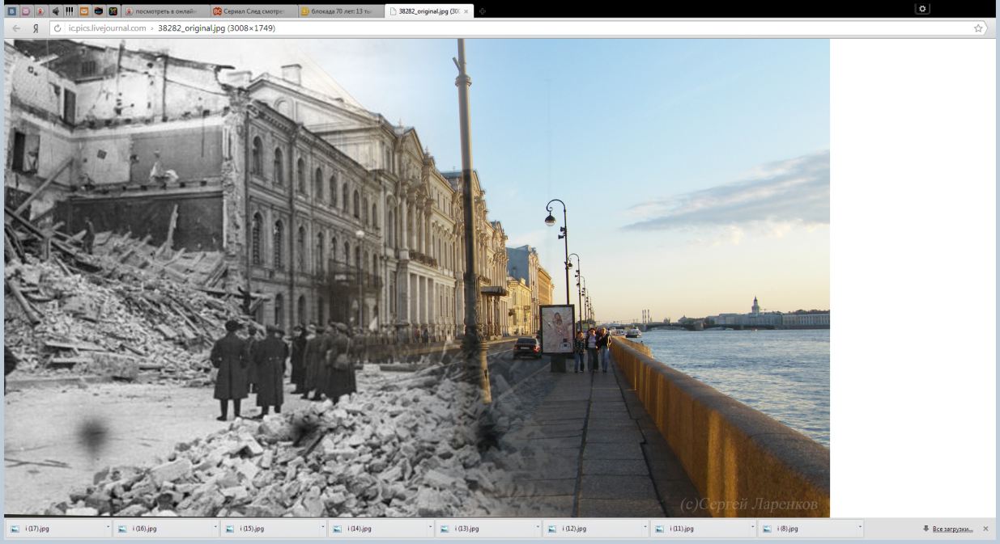 посмотреть в онлайн
Сериал След смотре
блокада 70 лет: 13 ты
38282_original.jpg (300
ic.pics.livejournal.com › 38282_original.jpg (3008×1749)
(c)Сергей Ларенков
i (17).jpg
i (16).jpg
i (15).jpg
i (14).jpg
i (13).jpg
i (12).jpg
i (11).jpg
i (8).jpg
Все загрузки...